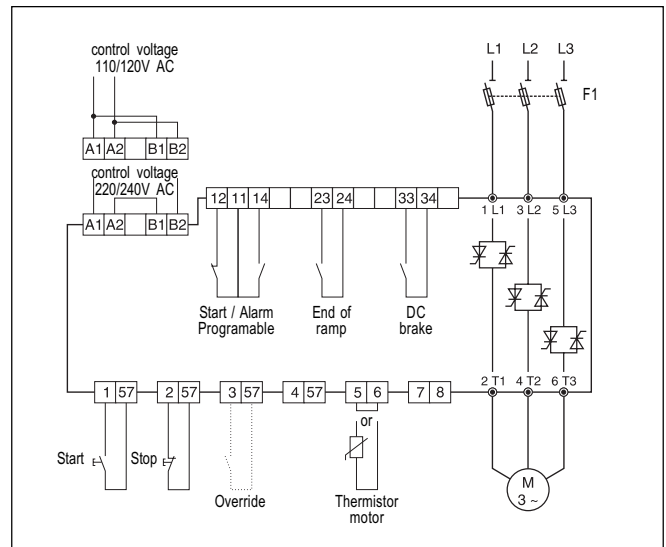 control voltage
110/120V AC
A1 A2 B1 B2
control voltage
220/240V AC
A1 A2 B1 B2
12 11 14 23 24 33 34
Start / Alarm
Programable
End of
ramp
DC
brake
L1 L2 L3
F1
1 L1 3 L2 5 L3
2 T1 4 T2 6 T3
1 57 2 57 3 57 4 57 5 6 7 8
or
Start
Stop
Override
Thermistor
motor
M
3 ~